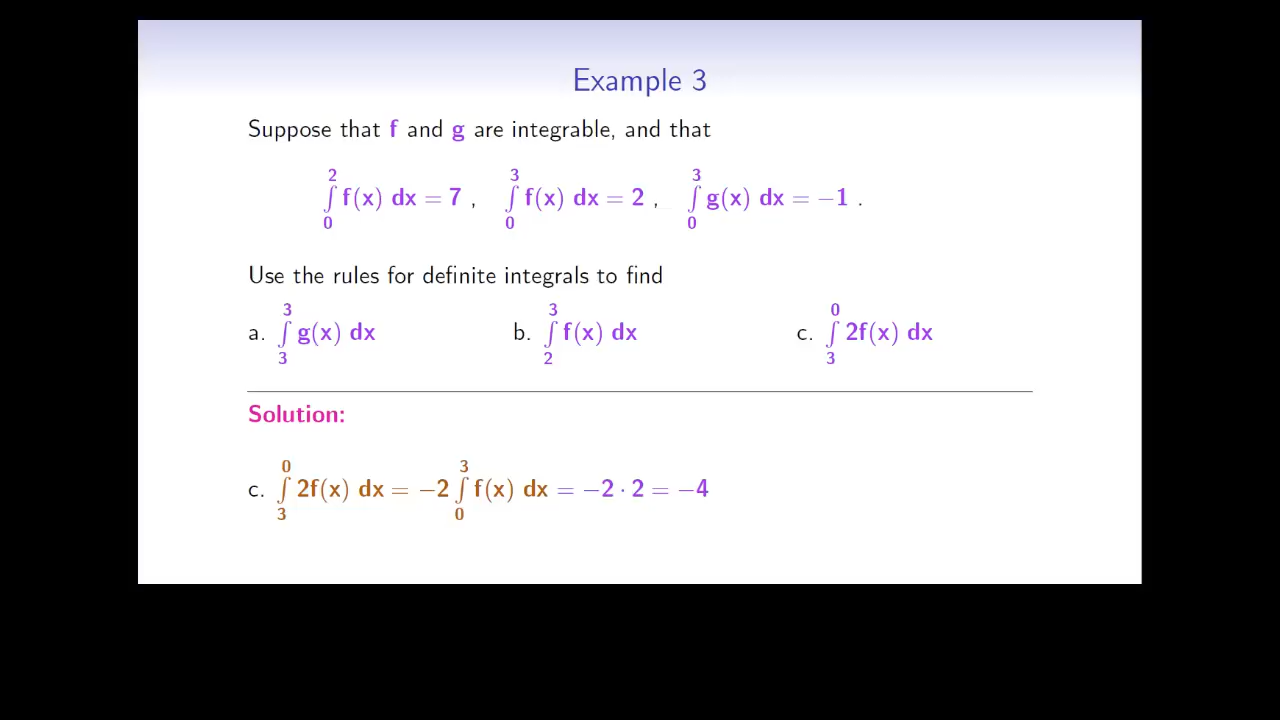 Example 3
Suppose that f and g are integrable, and that
∫₀² f(x) dx = 7 , ∫₀³ f(x) dx = 2 , ∫₀³ g(x) dx = −1 .
Use the rules for definite integrals to find
a. ∫₃³ g(x) dx b. ∫₂³ f(x) dx c. ∫₃⁰ 2f(x) dx
Solution:
c. ∫₃⁰ 2f(x) dx = −2 ∫₀³ f(x) dx = −2 · 2 = −4